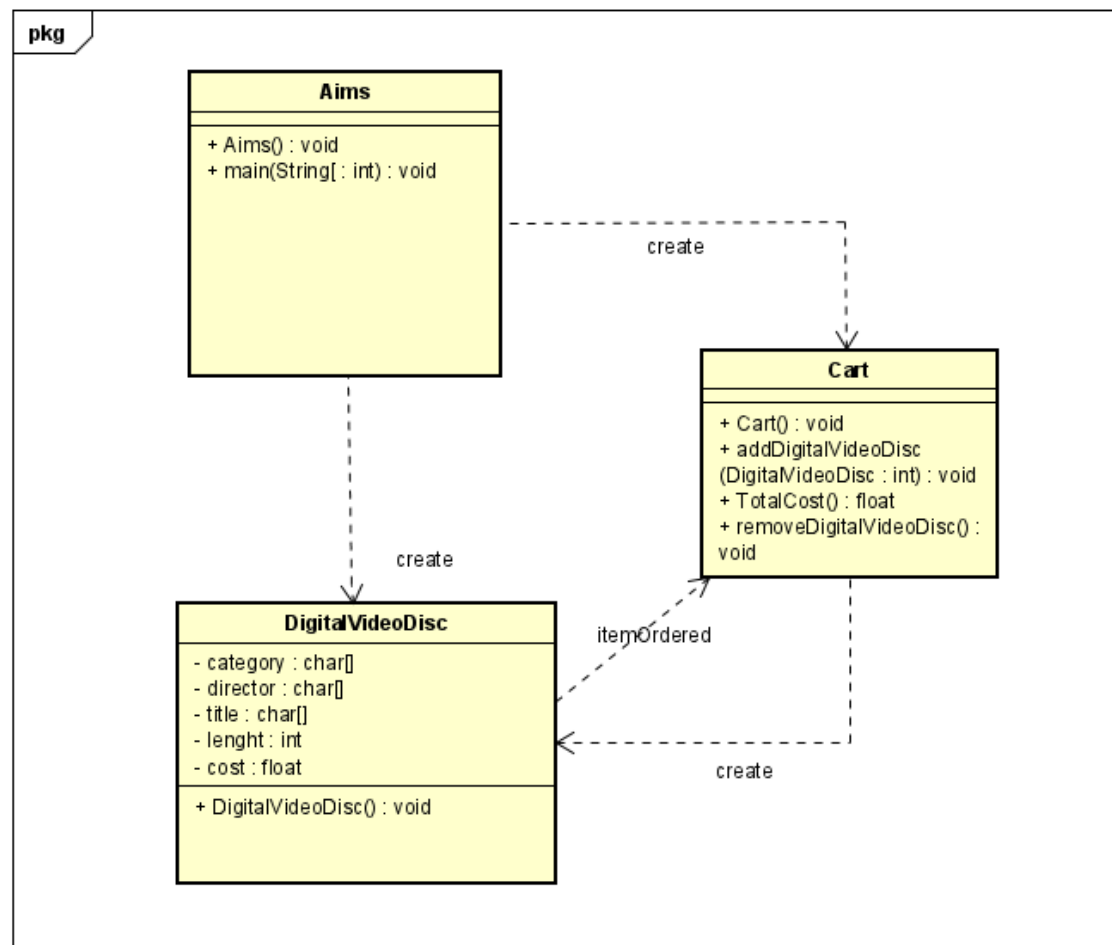 pkg
Aims
+ Aims() : void
+ main(String[ : int) : void
create
Cart
+ Cart() : void
+ addDigitalVideoDisc
(DigitalVideoDisc : int) : void
+ TotalCost() : float
+ removeDigitalVideoDisc() :
void
create
DigitalVideoDisc
- category : char[]
- director : char[]
- title : char[]
- lenght : int
- cost : float
+ DigitalVideoDisc() : void
itemOrdered
create